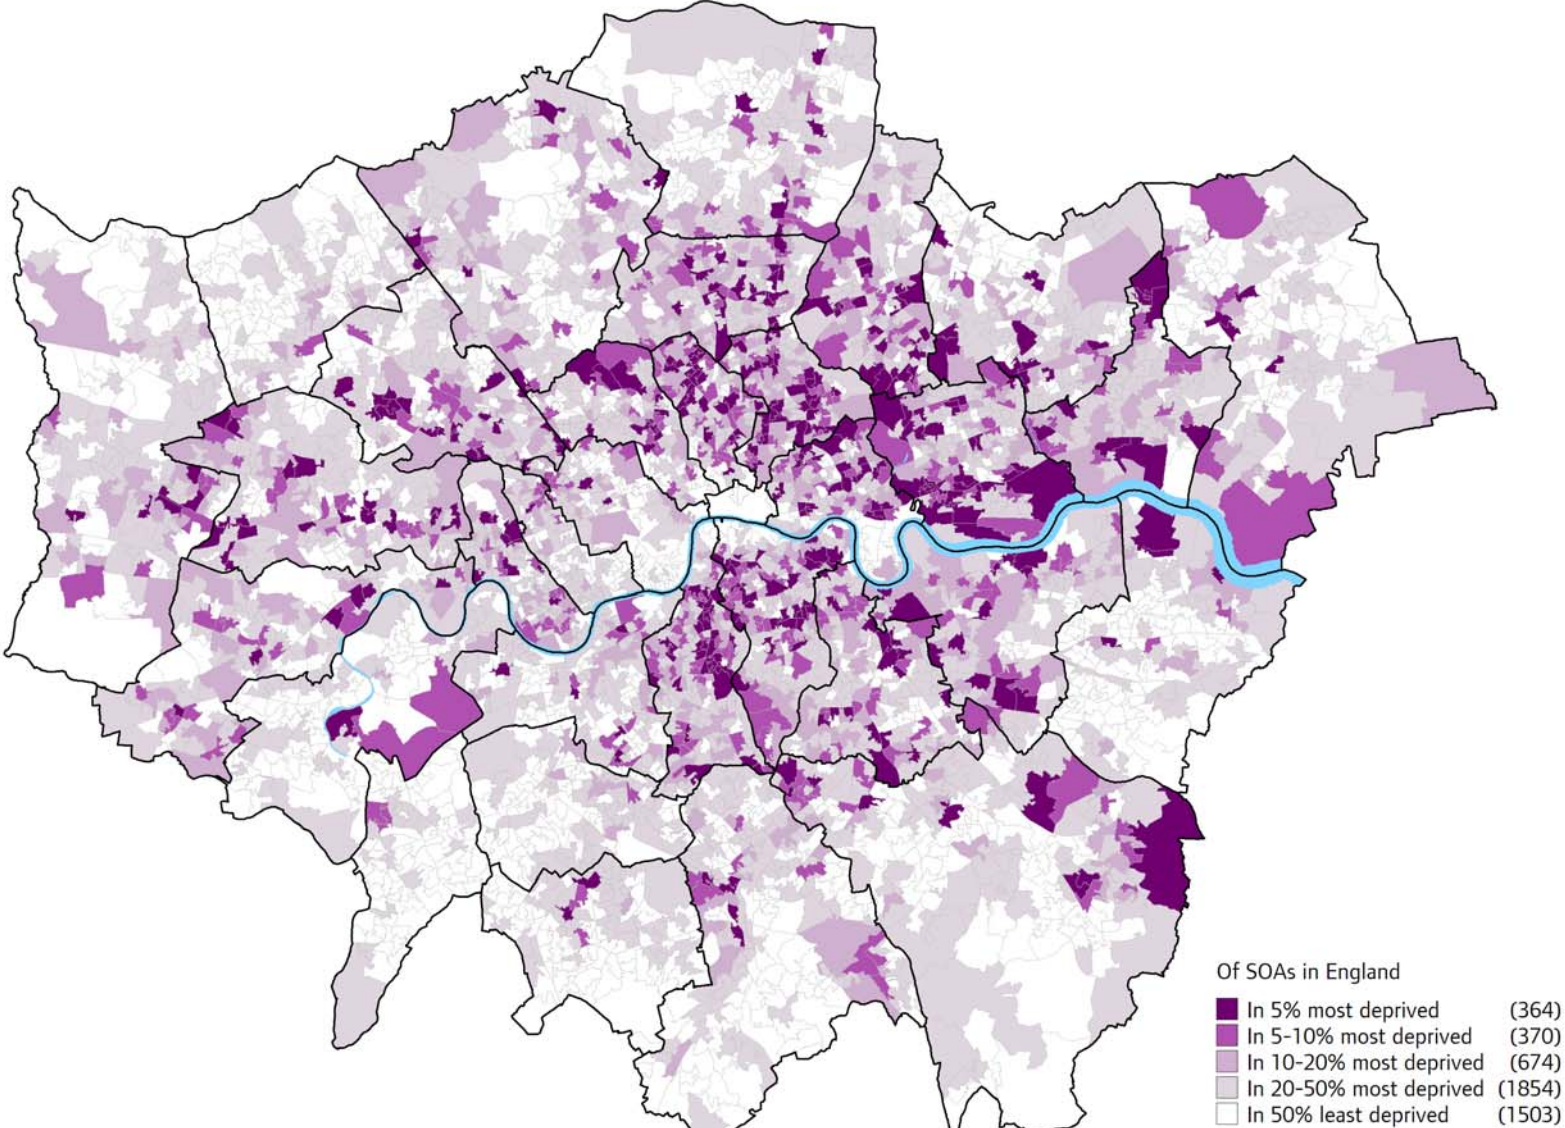 Of SOAs in England
In 5% most deprived (364)
In 5-10% most deprived (370)
In 10-20% most deprived (674)
In 20-50% most deprived (1854)
In 50% least deprived (1503)